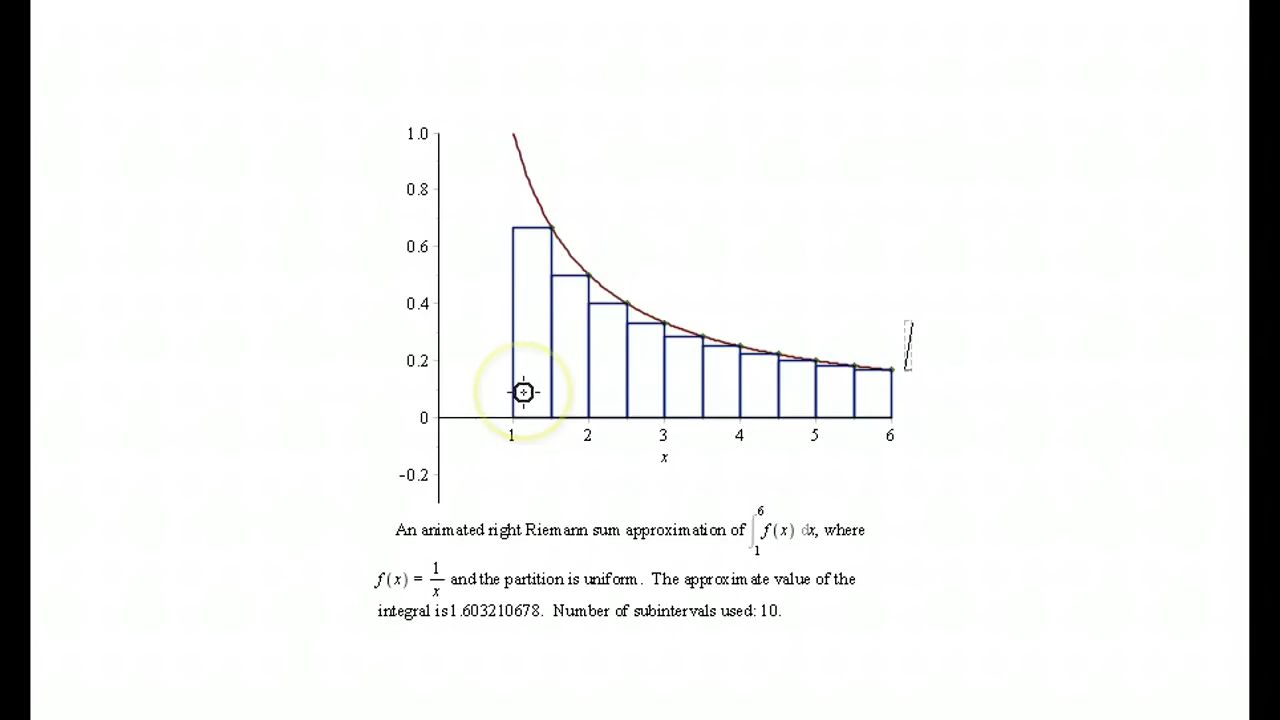 1.0
0.8
0.6
0.4
0.2
0
-0.2
1 2 3 4 5 6
x
An animated right Riemann sum approximation of ∫₁⁶ f(x) dx, where
f(x) = 1/x and the partition is uniform. The approximate value of the
integral is 1.603210678. Number of subintervals used: 10.